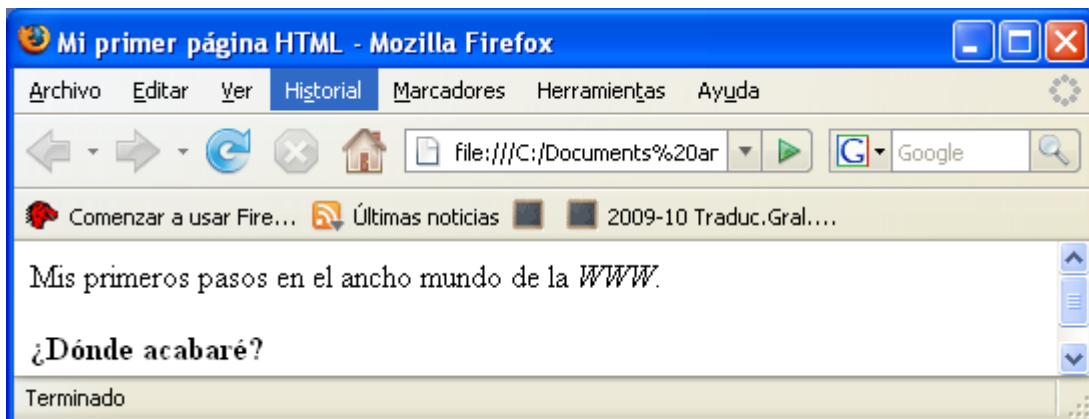 Mi primer página HTML - Mozilla Firefox
Archivo Editar Ver Historial Marcadores Herramientas Ayuda
file:///C:/Documents%20ar G Google
Comenzar a usar Fire... Últimas noticias 2009-10 Traduc.Gral....
Mis primeros pasos en el ancho mundo de la WWW.
¿Dónde acabaré?
Terminado